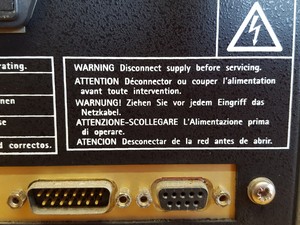 rating.
nen
se
d correctos.
WARNING Disconnect supply before servicing.
ATTENTION Déconnector ou couper l'alimentation
avant toute intervention.
WARNUNG! Ziehen Sie vor jedem Eingriff das
Netzkabel.
ATTENZIONE-SCOLLEGARE L'Alimentazione prima
di operare.
ATENCION Desconectar de la red antes de abrir.